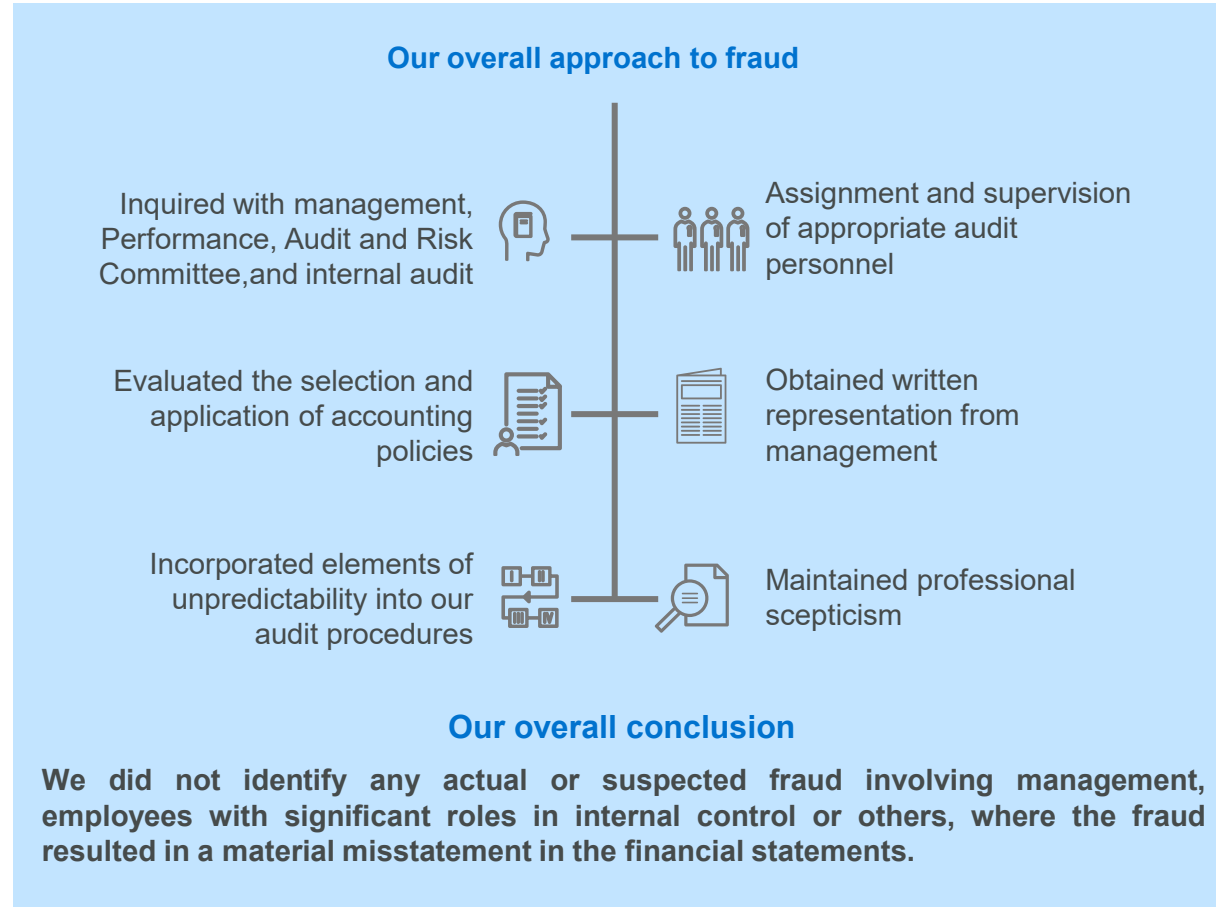 Our overall approach to fraud
Inquired with management,
Performance, Audit and Risk
Committee,and internal audit
Assignment and supervision
of appropriate audit
personnel
Evaluated the selection and
application of accounting
policies
Obtained written
representation from
management
Incorporated elements of
unpredictability into our
audit procedures
I
II
III
IV
Maintained professional
scepticism
Our overall conclusion
We did not identify any actual or suspected fraud involving management,
employees with significant roles in internal control or others, where the fraud
resulted in a material misstatement in the financial statements.